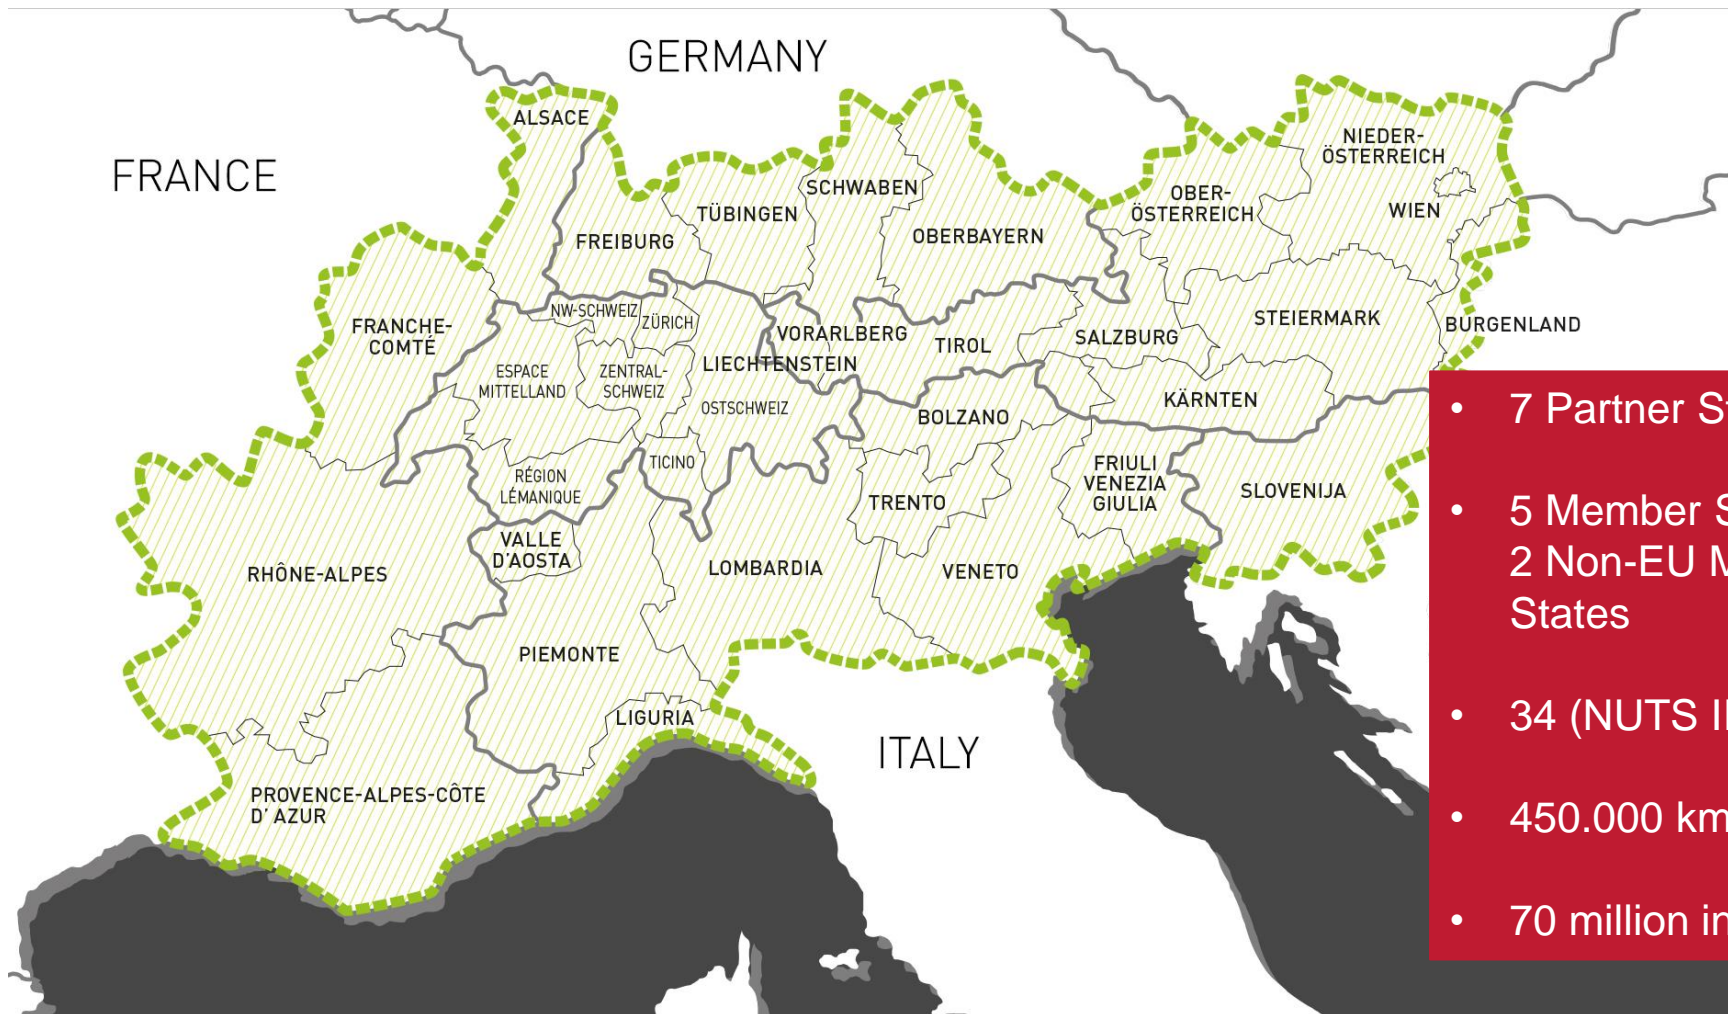 GERMANY
FRANCE
ALSACE
NIEDER-
ÖSTERREICH
SCHWABEN
TÜBINGEN
OBER-
ÖSTERREICH
WIEN
FREIBURG
OBERBAYERN
FRANCHE-
COMTÉ
NW-SCHWEIZ
ZÜRICH
VORARLBERG
TIROL
SALZBURG
STEIERMARK
BURGENLAND
LIECHTENSTEIN
ESPACE
MITTELLAND
ZENTRAL-
SCHWEIZ
OSTSCHWEIZ
BOLZANO
KÄRNTEN
TICINO
RÉGION
LÉMANIQUE
TRENTO
FRIULI
VENEZIA
GIULIA
SLOVENIJA
VALLE
D'AOSTA
RHÔNE-ALPES
LOMBARDIA
VENETO
PIEMONTE
LIGURIA
ITALY
PROVENCE-ALPES-CÔTE
D' AZUR
• 7 Partner
• 5 Member
2 Non-EU
States
• 34 (NUTS
• 450.000 km
• 70 million